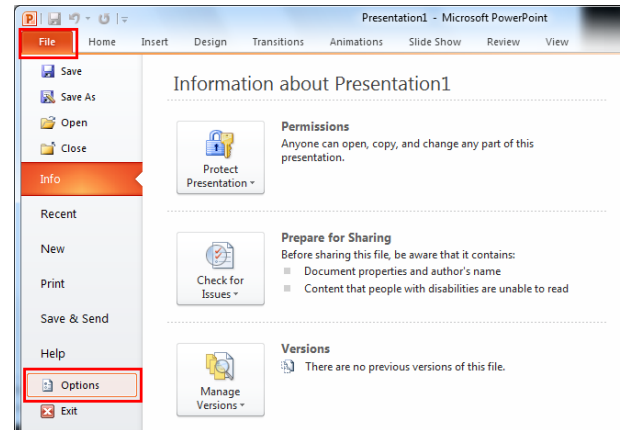 Presentation1 - Microsoft PowerPoint
File Home Insert Design Transitions Animations Slide Show Review View
Save
Save As
Open
Close
Info
Recent
New
Print
Save & Send
Help
Options
Exit
Information about Presentation1
Protect
Presentation
Permissions
Anyone can open, copy, and change any part of this
presentation.
Check for
Issues
Prepare for Sharing
Before sharing this file, be aware that it contains:
Document properties and author's name
Content that people with disabilities are unable to read
Manage
Versions
Versions
There are no previous versions of this file.